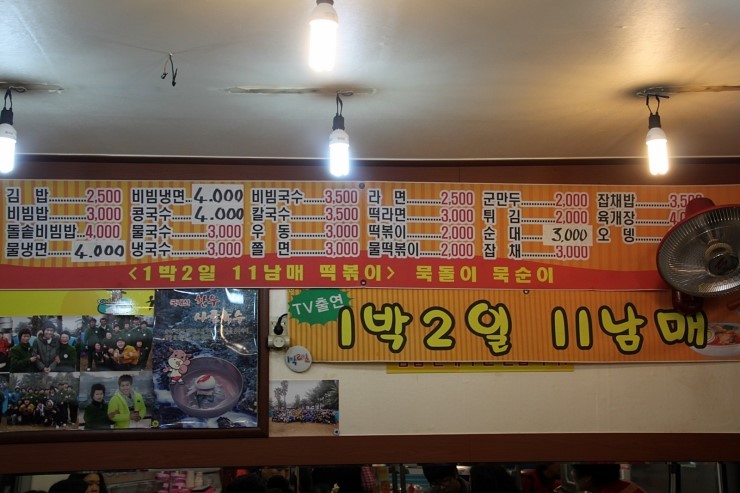 김 밥 2,500 비빔냉면 4.000 비빔국수 3,500 라 면 2,500 군만두 2,000 잡채밥 3,500
비빔밥 3,000 콩국수 4.000 칼국수 3,500 떡라면 3,000 튀 김 2,000 육개장
돌솥비빔밥 4,000 물국수 3,000 우 동 3,000 떡볶이 2,000 순 대 3,000 오 뎅
물냉면 4.000 냉국수 3,000 쫄 면 3,000 물떡볶이 2,000 잡 채 3,000
<1박2일 11남매 떡볶이> 묵돌이 묵순이
TV출연
1박2일 11남매